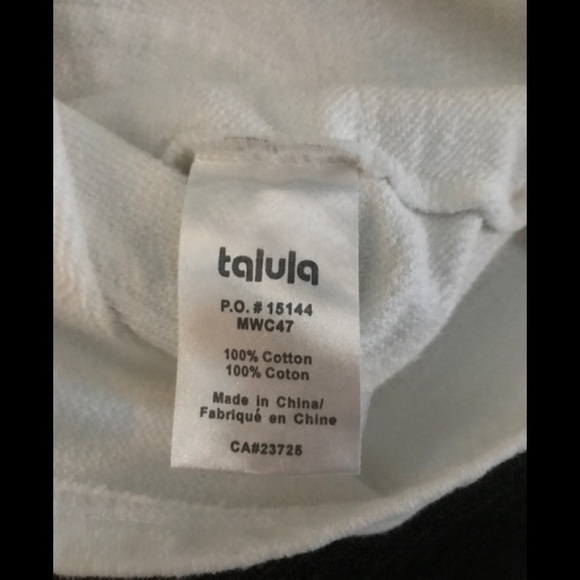 talula
P.O. # 15144
MWC47
100% Cotton
100% Coton
Made in China/
Fabriqué en Chine
CA#23725